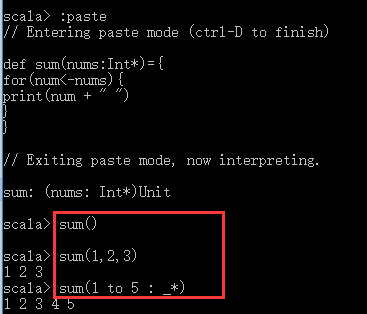 scala> :paste
// Entering paste mode (ctrl-D to finish)
def sum(nums:Int*)={
for(num<-nums){
print(num + " ")
}
}
// Exiting paste mode, now interpreting.
sum: (nums: Int*)Unit
scala> sum()
scala> sum(1,2,3)
1 2 3
scala> sum(1 to 5 : _*)
1 2 3 4 5